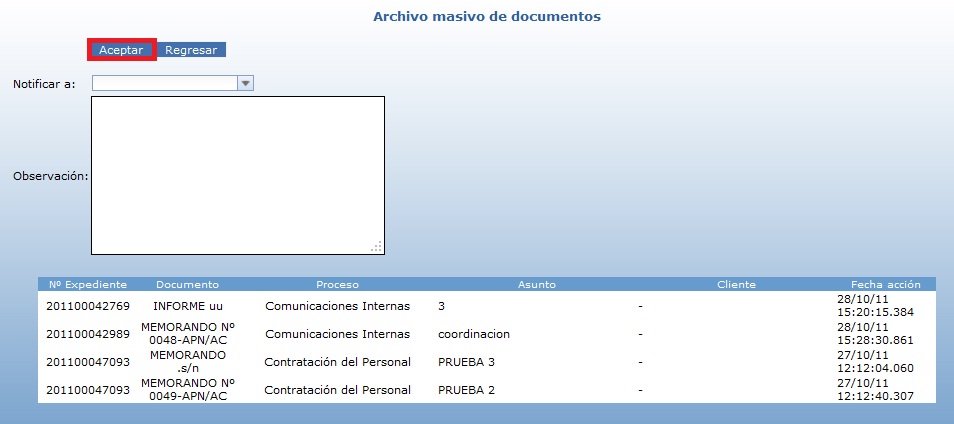 Archivo masivo de documentos
Aceptar Regresar
Notificar a:
Observación:
Nº Expediente Documento Proceso Asunto Cliente Fecha acción
201100042769 INFORME uu Comunicaciones Internas 3 - 28/10/11 15:20:15.384
201100042989 MEMORANDO Nº 0048-APN/AC Comunicaciones Internas coordinacion - 28/10/11 15:28:30.861
201100047093 MEMORANDO .s/n Contratación del Personal PRUEBA 3 - 27/10/11 12:12:04.060
201100047093 MEMORANDO Nº 0049-APN/AC Contratación del Personal PRUEBA 2 - 27/10/11 12:12:40.307